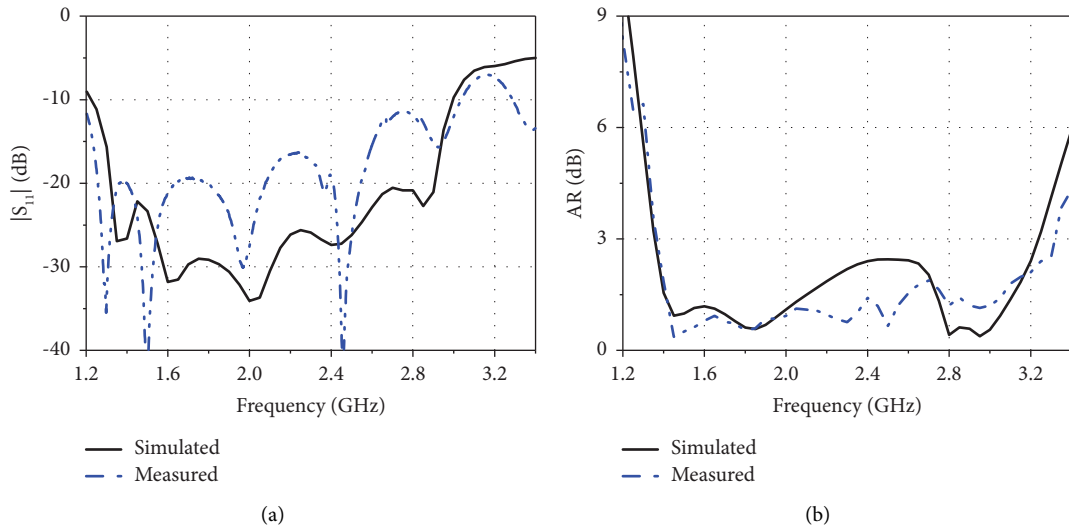 0
-10
-20
-30
-40
|S₁₁| (dB)
1.2 1.6 2.0 2.4 2.8 3.2
Frequency (GHz)
Simulated
Measured
(a)
9
6
3
0
AR (dB)
1.2 1.6 2.0 2.4 2.8 3.2
Frequency (GHz)
Simulated
Measured
(b)